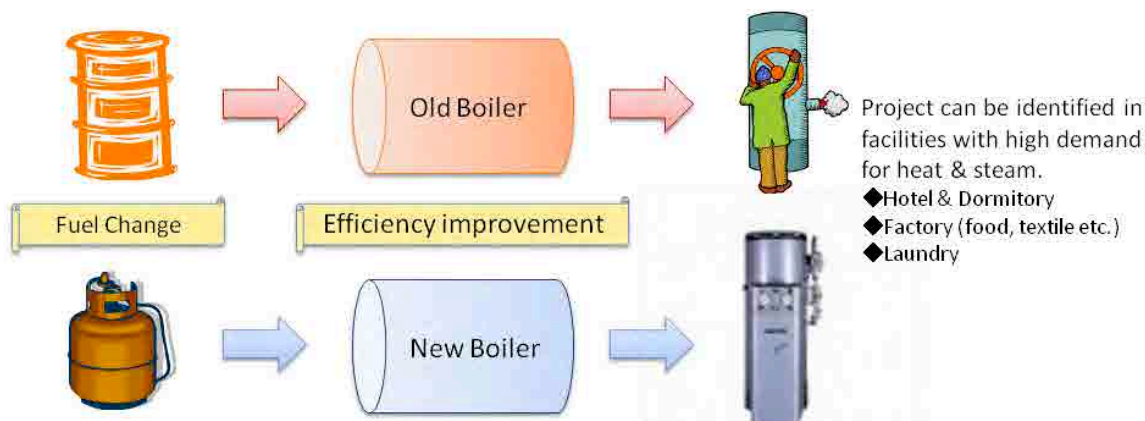 Old Boiler
Project can be identified in
facilities with high demand
for heat & steam.
◆Hotel & Dormitory
◆Factory (food, textile etc.)
◆Laundry
Fuel Change
Efficiency improvement
New Boiler